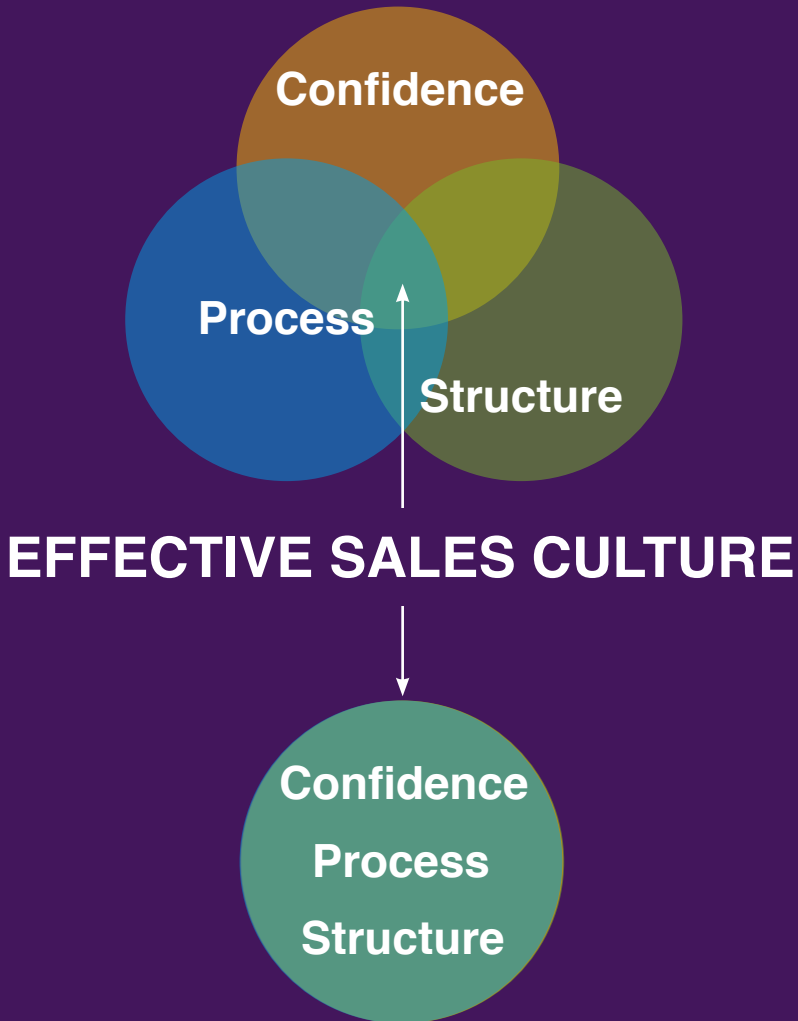 Confidence
Process
Structure
EFFECTIVE SALES CULTURE
Confidence
Process
Structure